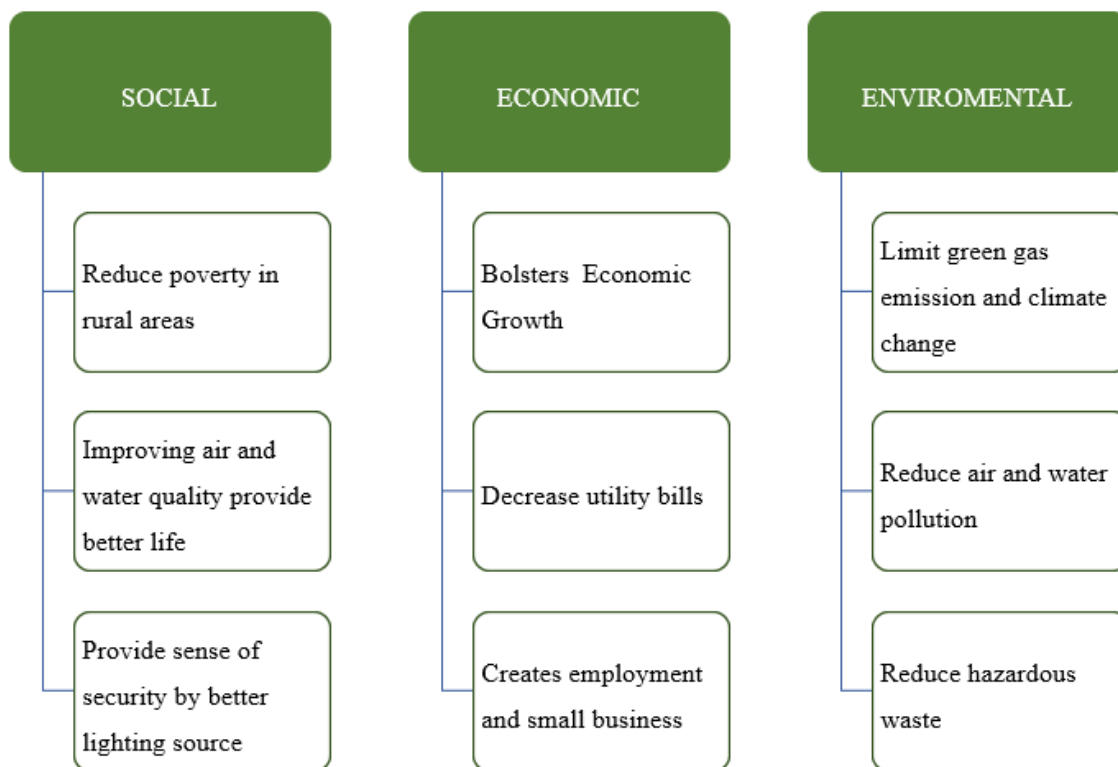 SOCIAL
Reduce poverty in
rural areas
Improving air and
water quality provide
better life
Provide sense of
security by better
lighting source
ECONOMIC
Bolsters  Economic
Growth
Decrease utility bills
Creates employment
and small business
ENVIROMENTAL
Limit green gas
emission and climate
change
Reduce air and water
pollution
Reduce hazardous
waste